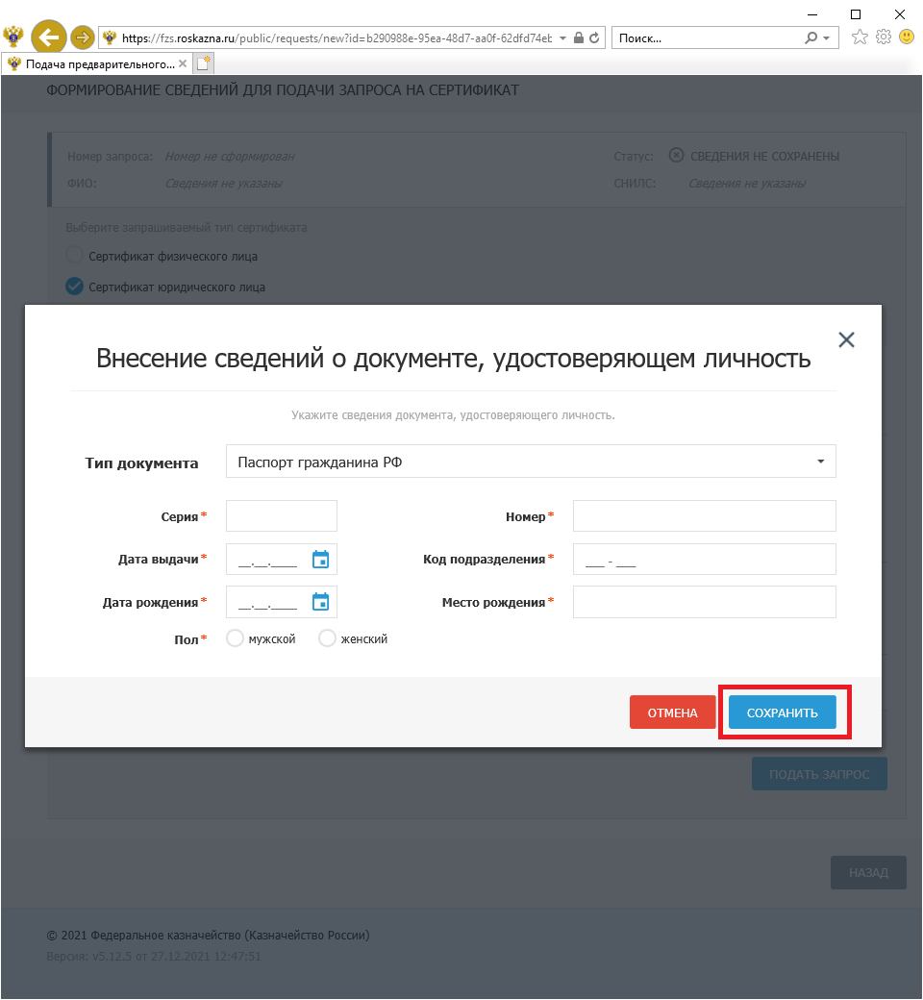 https://fzs.roskazna.ru/public/requests/new?id=b290988e-95ea-48d7-aa0f-62dfd74eb
Поиск...
Подача предварительного...
ФОРМИРОВАНИЕ СВЕДЕНИЙ ДЛЯ ПОДАЧИ ЗАПРОСА НА СЕРТИФИКАТ
Номер запроса: Номер не сформирован Статус: СВЕДЕНИЯ НЕ СОХРАНЕНЫ
ФИО: Сведения не указаны СНИЛС: Сведения не указаны
Выберите запрашиваемый тип сертификата
Сертификат физического лица
Сертификат юридического лица
Внесение сведений о документе, удостоверяющем личность
Укажите сведения документа, удостоверяющего личность.
Тип документа Паспорт гражданина РФ
Серия* Номер*
Дата выдачи* __.__.____ Код подразделения* ___ - ___
Дата рождения* __.__.____ Место рождения*
Пол* мужской женский
ОТМЕНА СОХРАНИТЬ
ПОДАТЬ ЗАПРОС
НАЗАД
© 2021 Федеральное казначейство (Казначейство России)
Версия: v5.12.5 от 27.12.2021 12:47:51